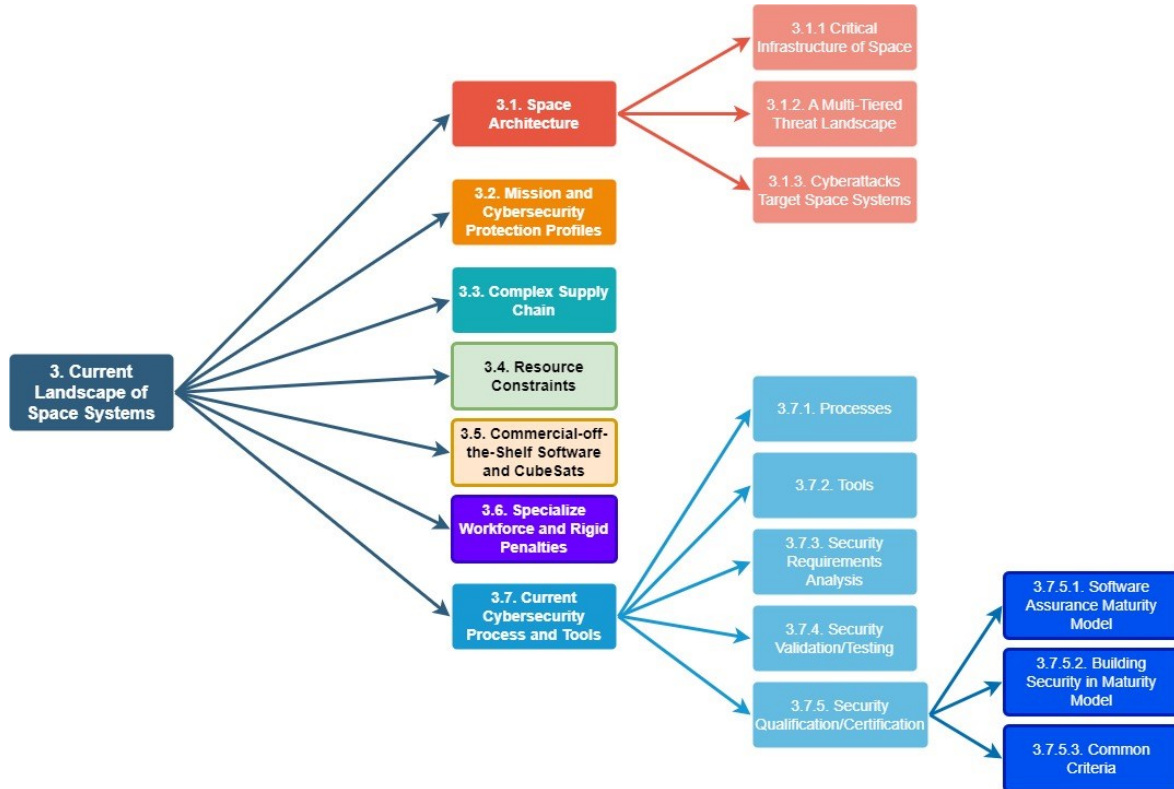 3. Current
Landscape of
Space Systems
3.1. Space
Architecture
3.1.1 Critical
Infrastructure of Space
3.1.2. A Multi-Tiered
Threat Landscape
3.1.3. Cyberattacks
Target Space Systems
3.2. Mission and
Cybersecurity
Protection Profiles
3.3. Complex Supply
Chain
3.4. Resource
Constraints
3.5. Commercial-off-
the-Shelf Software
and CubeSats
3.6. Specialize
Workforce and Rigid
Penalties
3.7. Current
Cybersecurity
Process and Tools
3.7.1. Processes
3.7.2. Tools
3.7.3. Security
Requirements
Analysis
3.7.4. Security
Validation/Testing
3.7.5. Security
Qualification/Certification
3.7.5.1. Software
Assurance Maturity
Model
3.7.5.2. Building
Security in Maturity
Model
3.7.5.3. Common
Criteria